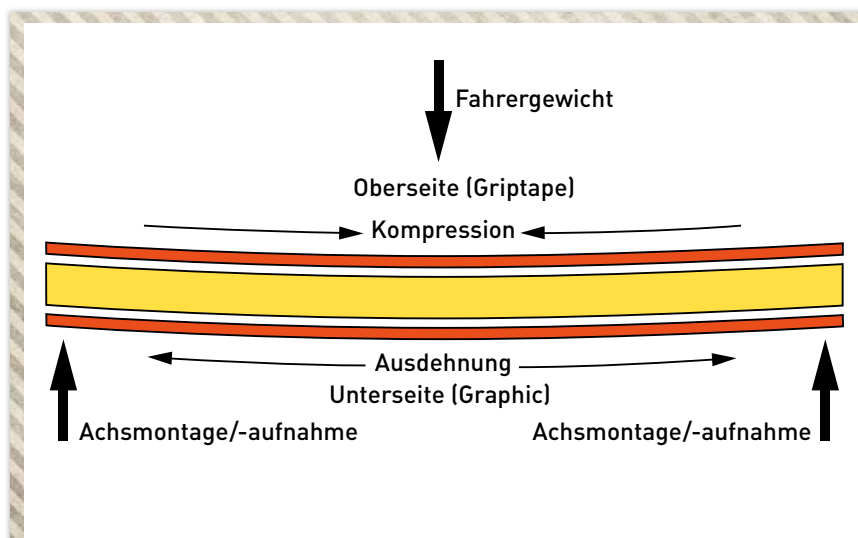 Fahrergewicht
Oberseite (Griptape)
Kompression
Ausdehnung
Unterseite (Graphic)
Achsmontage/-aufnahme
Achsmontage/-aufnahme